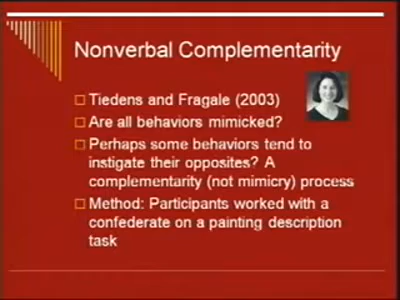 Nonverbal Complementarity
Tiedens and Fragale (2003)
Are all behaviors mimicked?
Perhaps some behaviors tend to
instigate their opposites? A
complementarity (not mimicry) process
Method: Participants worked with a
confederate on a painting description
task